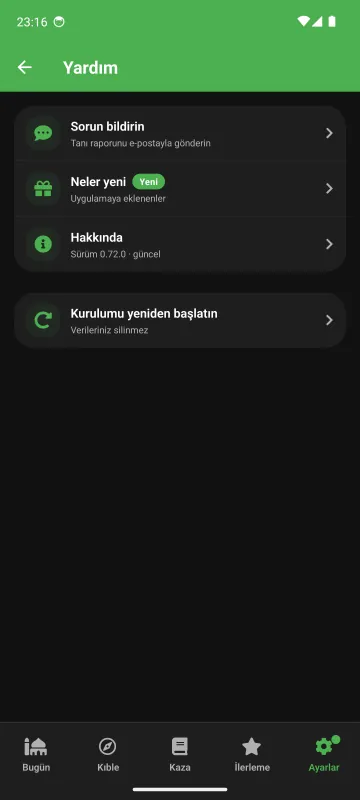 23:16
Yardım
Sorun bildirin
Tanı raporunu e-postayla gönderin
Neler yeni Yeni
Uygulamaya eklenenler
Hakkında
Sürüm 0.72.0 · güncel
Kurulumu yeniden başlatın
Verileriniz silinmez
Bugün Kıble Kaza İlerleme Ayarlar